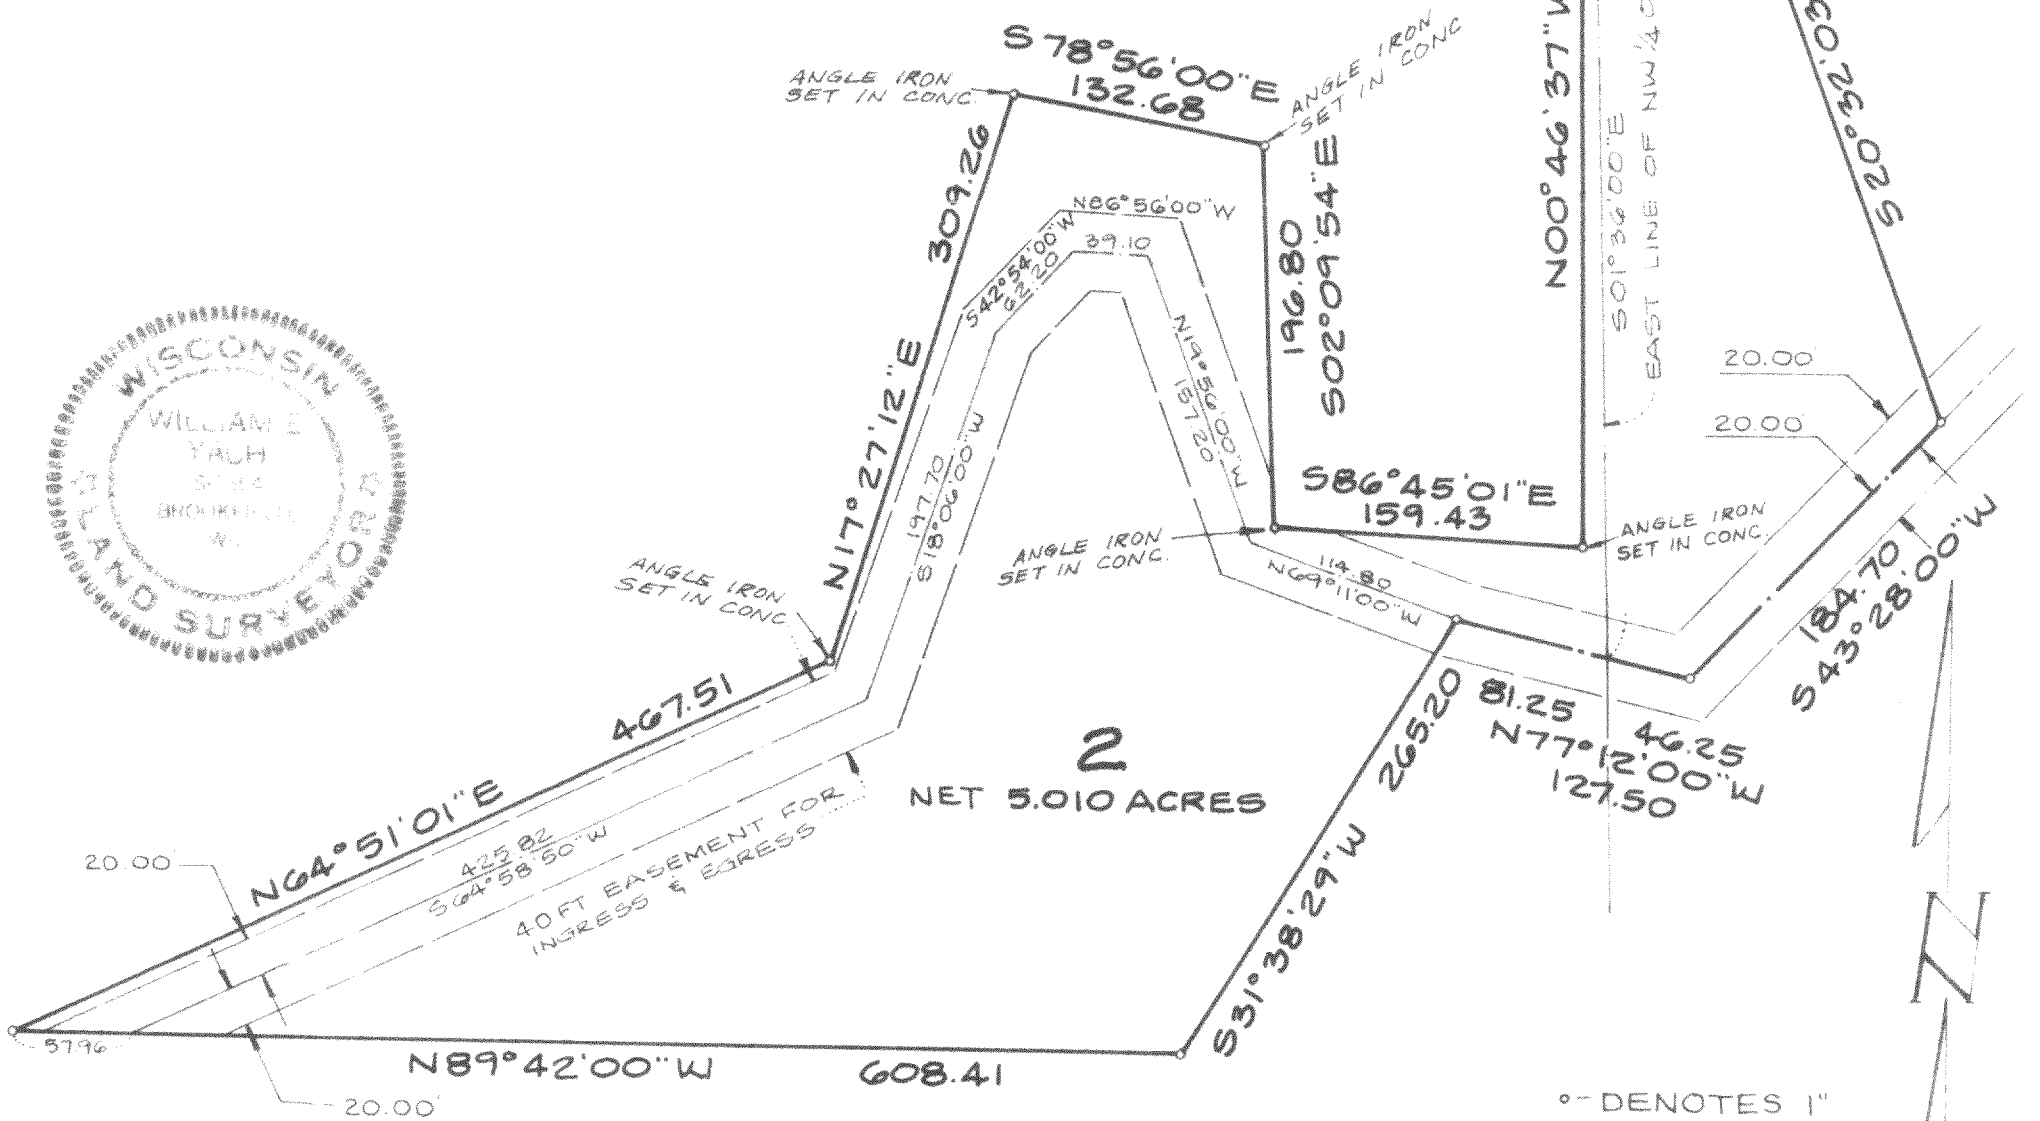 S 78°56'00"E
132.68
ANGLE IRON
SET IN CONC.
ANGLE IRON
SET IN CONC
309.26
N17°27'12"E
N86°56'00"W
39.10
S42°54'00"W
62.20
N19°56'00"W
157.20
197.70
S18°06'00"W
196.80
S02°09'54"E
N00°46'37"W
S01°36'00"E
EAST LINE OF NW 1/4
S20°32'03
20.00'
20.00'
S86°45'01"E
159.43
ANGLE IRON
SET IN CONC.
ANGLE IRON
SET IN CONC.
114.80
N69°11'00"W
184.70
S43°28'00"W
81.25
46.25
N77°12'00"W
127.50
WISCONSIN
WILLIAM E
LAND SURVEYOR
ANGLE IRON
SET IN CONC
467.51
N64°51'01"E
20.00'
425.82
S64°58'50"W
40 FT EASEMENT FOR
INGRESS & EGRESS
2
NET 5.010 ACRES
265.20
S31°38'29"W
57.96
N89°42'00"W
608.41
20.00'
N
°-DENOTES 1"